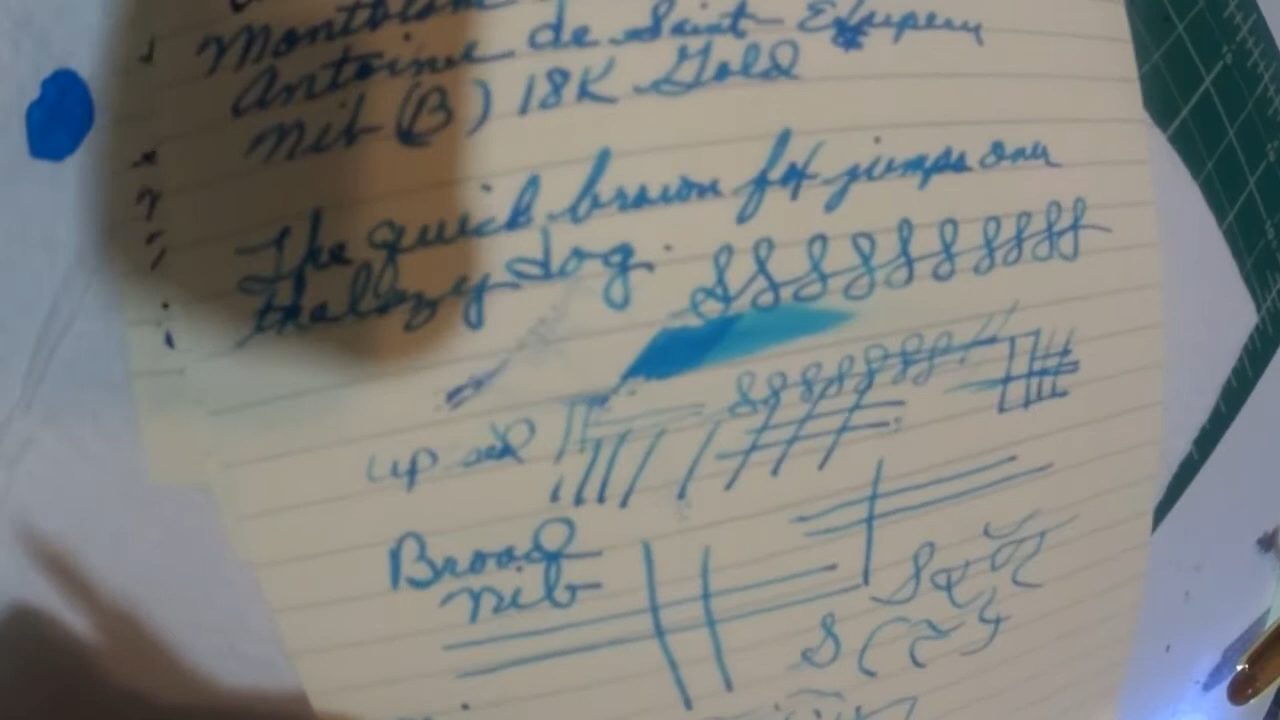 Montblanc
Antoine de Saint-Exupery
Nib (B) 18K Gold
The quick brown fox jumps over
the lazy dog.
up
Broad
nib